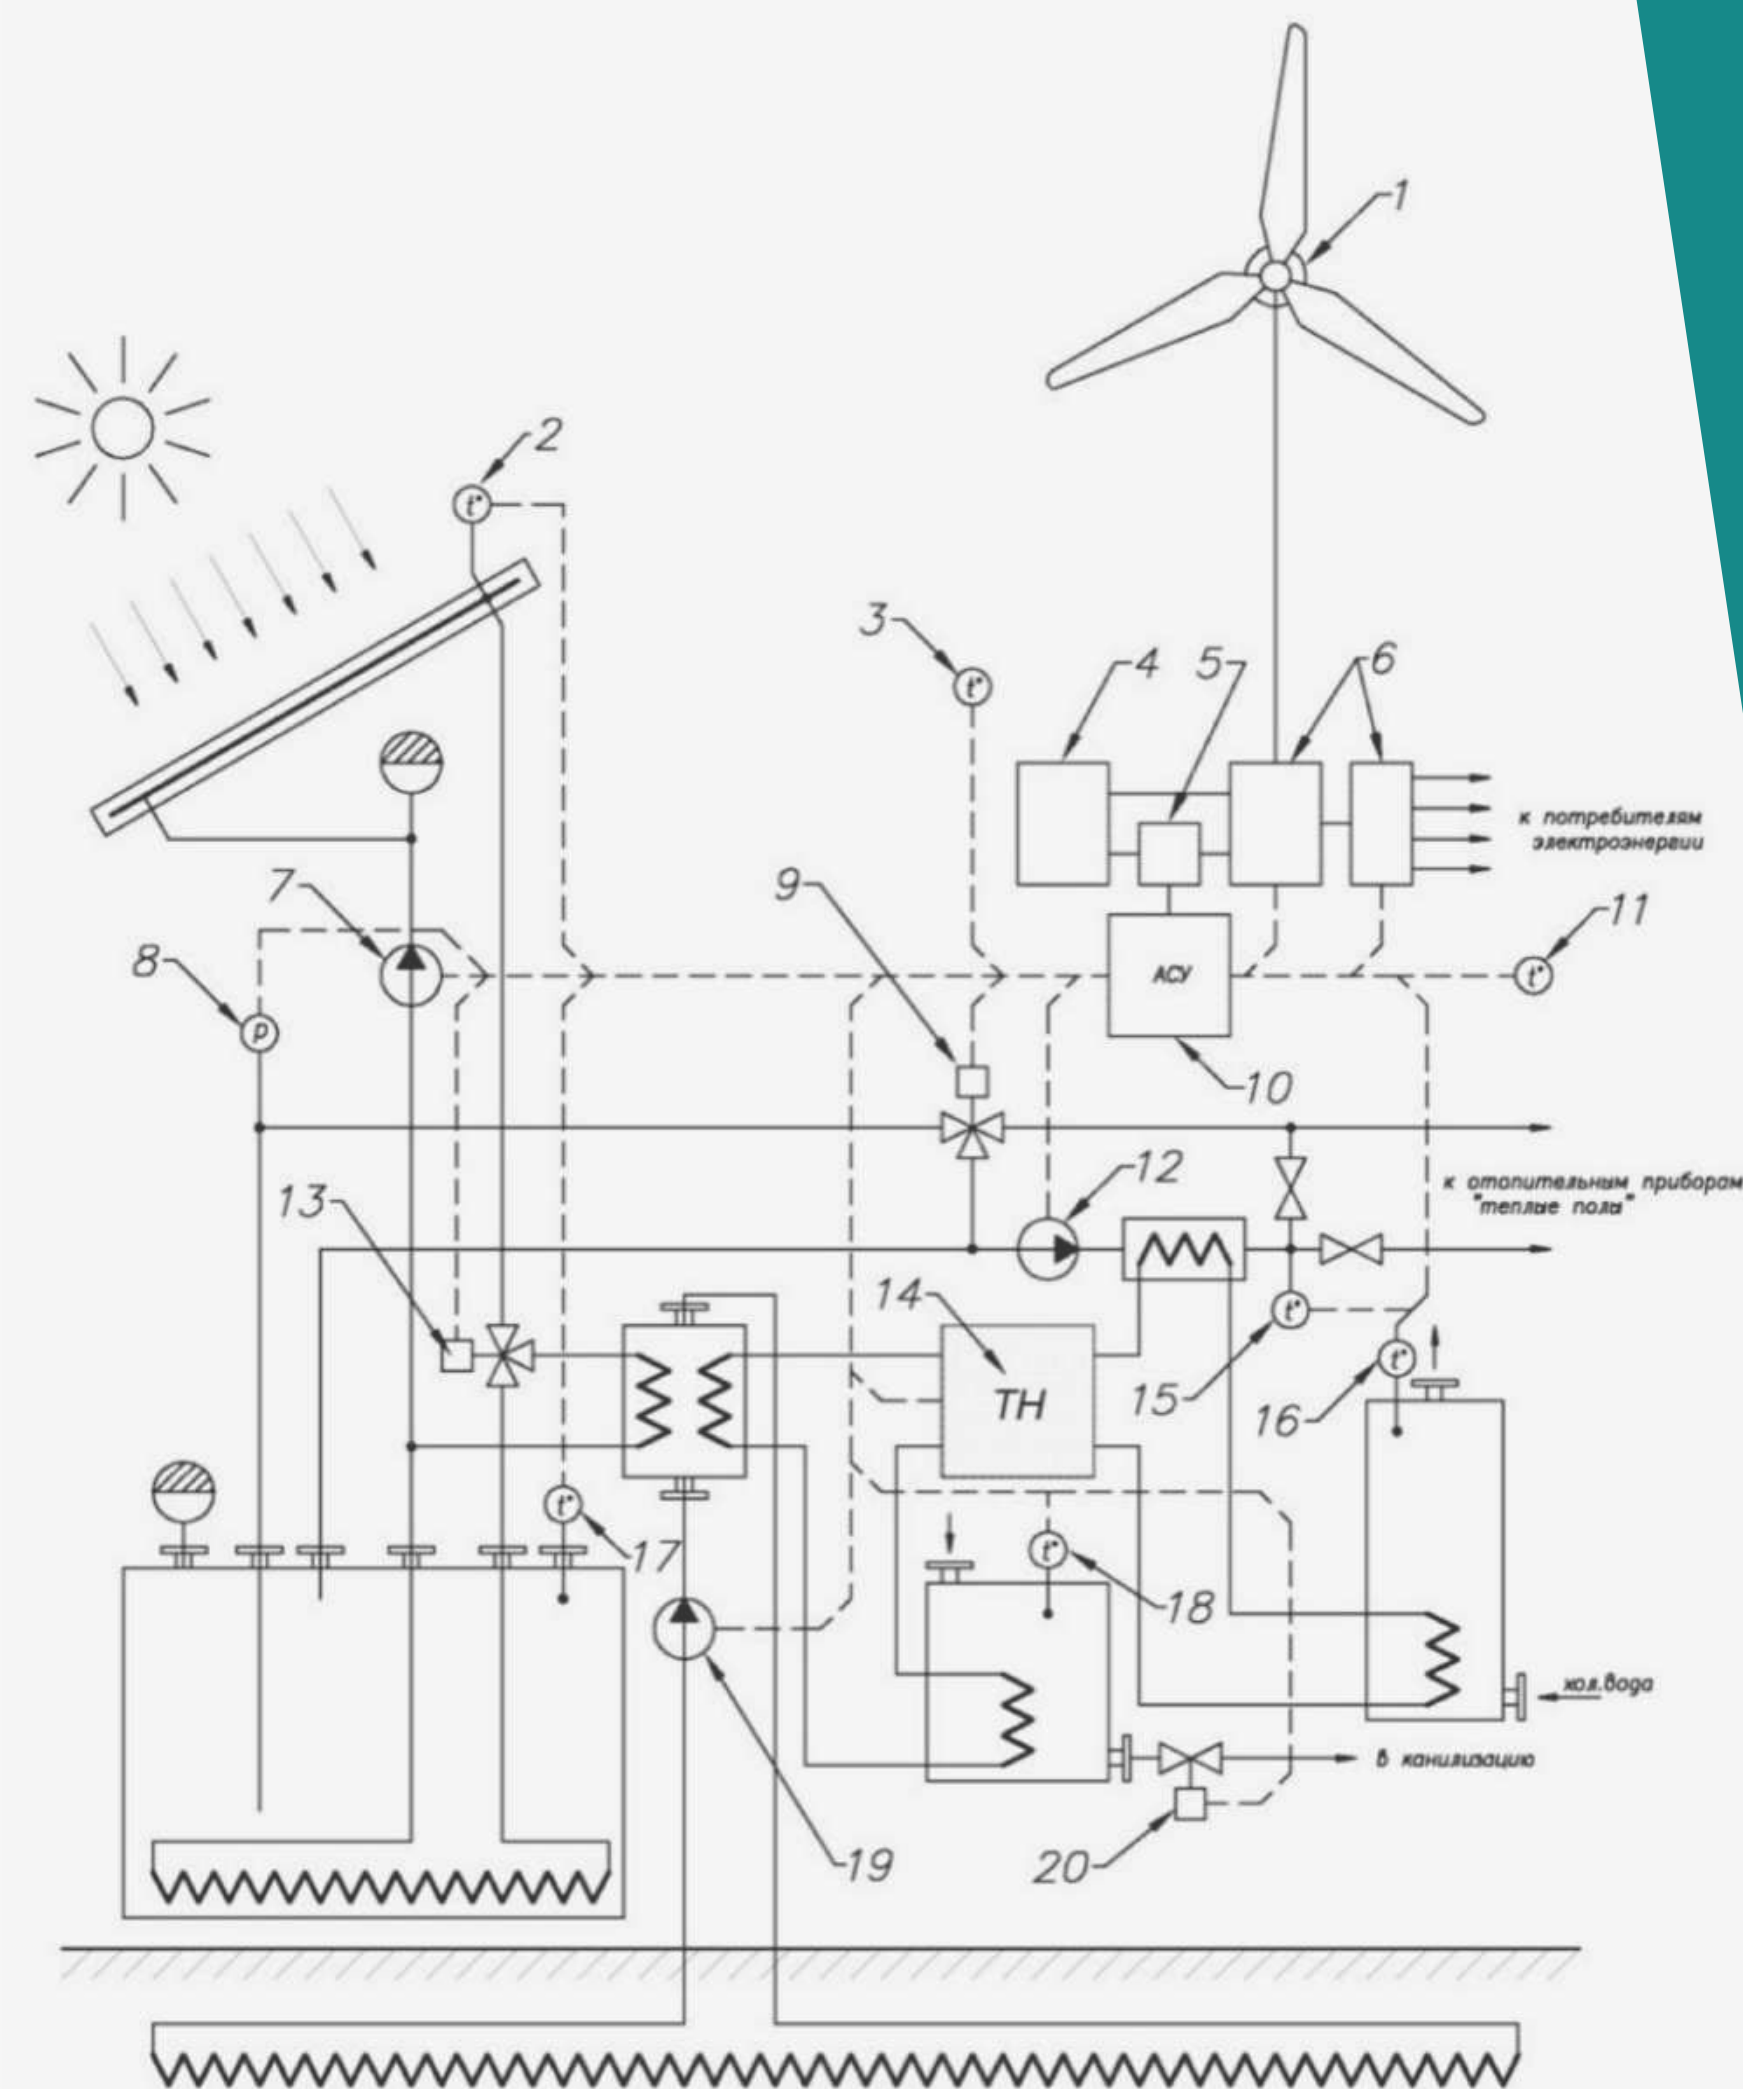 1
2
t°
3
t°
4
5
6
к потребителям
электроэнергии
7
8
P
9
АСУ
10
11
t°
к отопительным приборам
"теплые полы"
12
13
14
ТН
15
t°
16
t°
17
t°
18
t°
хол.вода
в канилизацию
19
20